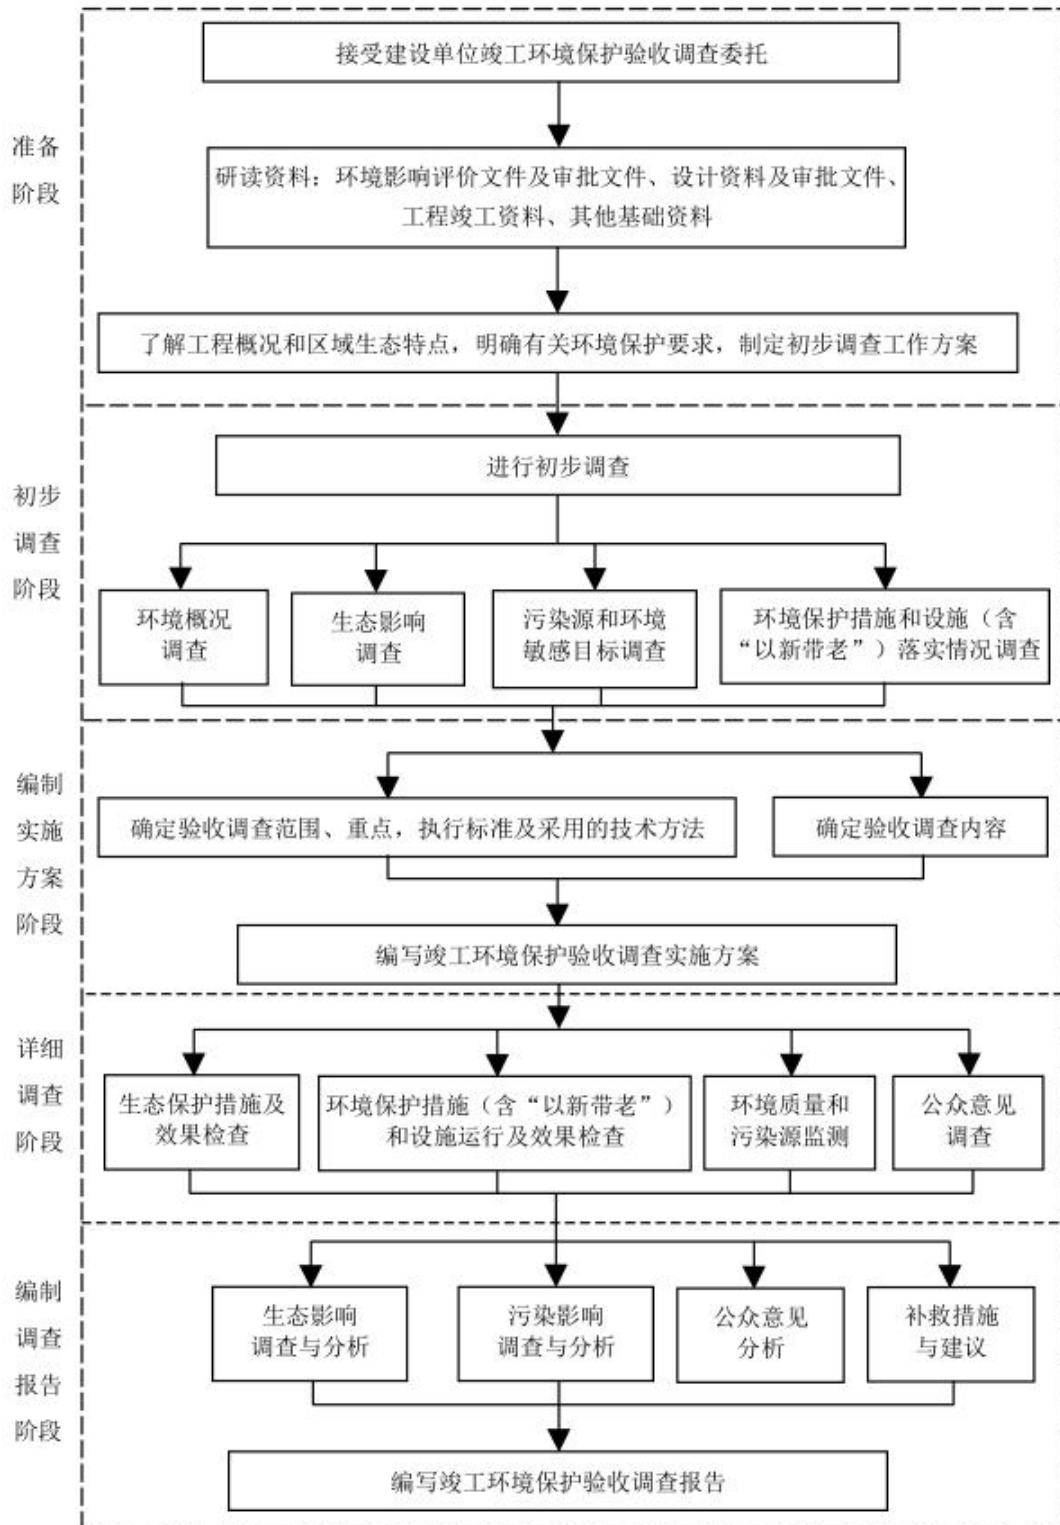 接受建设单位竣工环境保护验收调查委托
准备
阶段
研读资料：环境影响评价文件及审批文件、设计资料及审批文件、
工程竣工资料、其他基础资料
了解工程概况和区域生态特点，明确有关环境保护要求，制定初步调查工作方案
进行初步调查
初步
调查
阶段
环境概况
调查
生态影响
调查
污染源和环境
敏感目标调查
环境保护措施和设施（含
“以新带老”）落实情况调查
编制
实施
方案
阶段
确定验收调查范围、重点，执行标准及采用的技术方法
确定验收调查内容
编写竣工环境保护验收调查实施方案
详细
调查
阶段
生态保护措施及
效果检查
环境保护措施（含“以新带老”）
和设施运行及效果检查
环境质量和
污染源监测
公众意见
调查
编制
调查
报告
阶段
生态影响
调查与分析
污染影响
调查与分析
公众意见
分析
补救措施
与建议
编写竣工环境保护验收调查报告